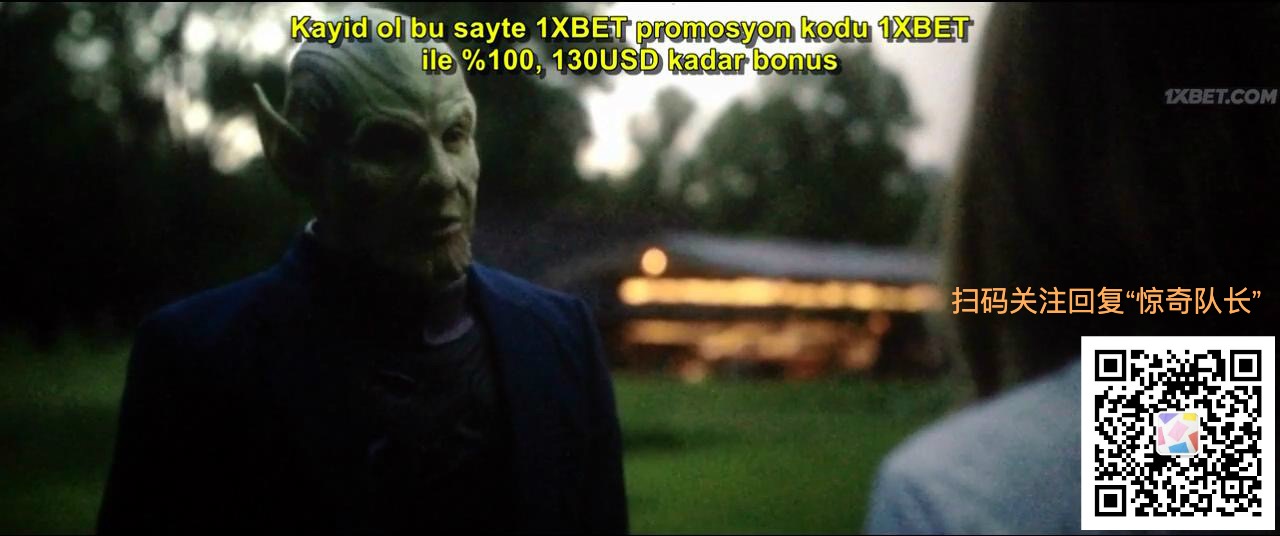 Kayid ol bu sayte 1XBET promosyon kodu 1XBET
ile %100, 130USD kadar bonus
1XBET.COM
扫码关注回复“惊奇队长”